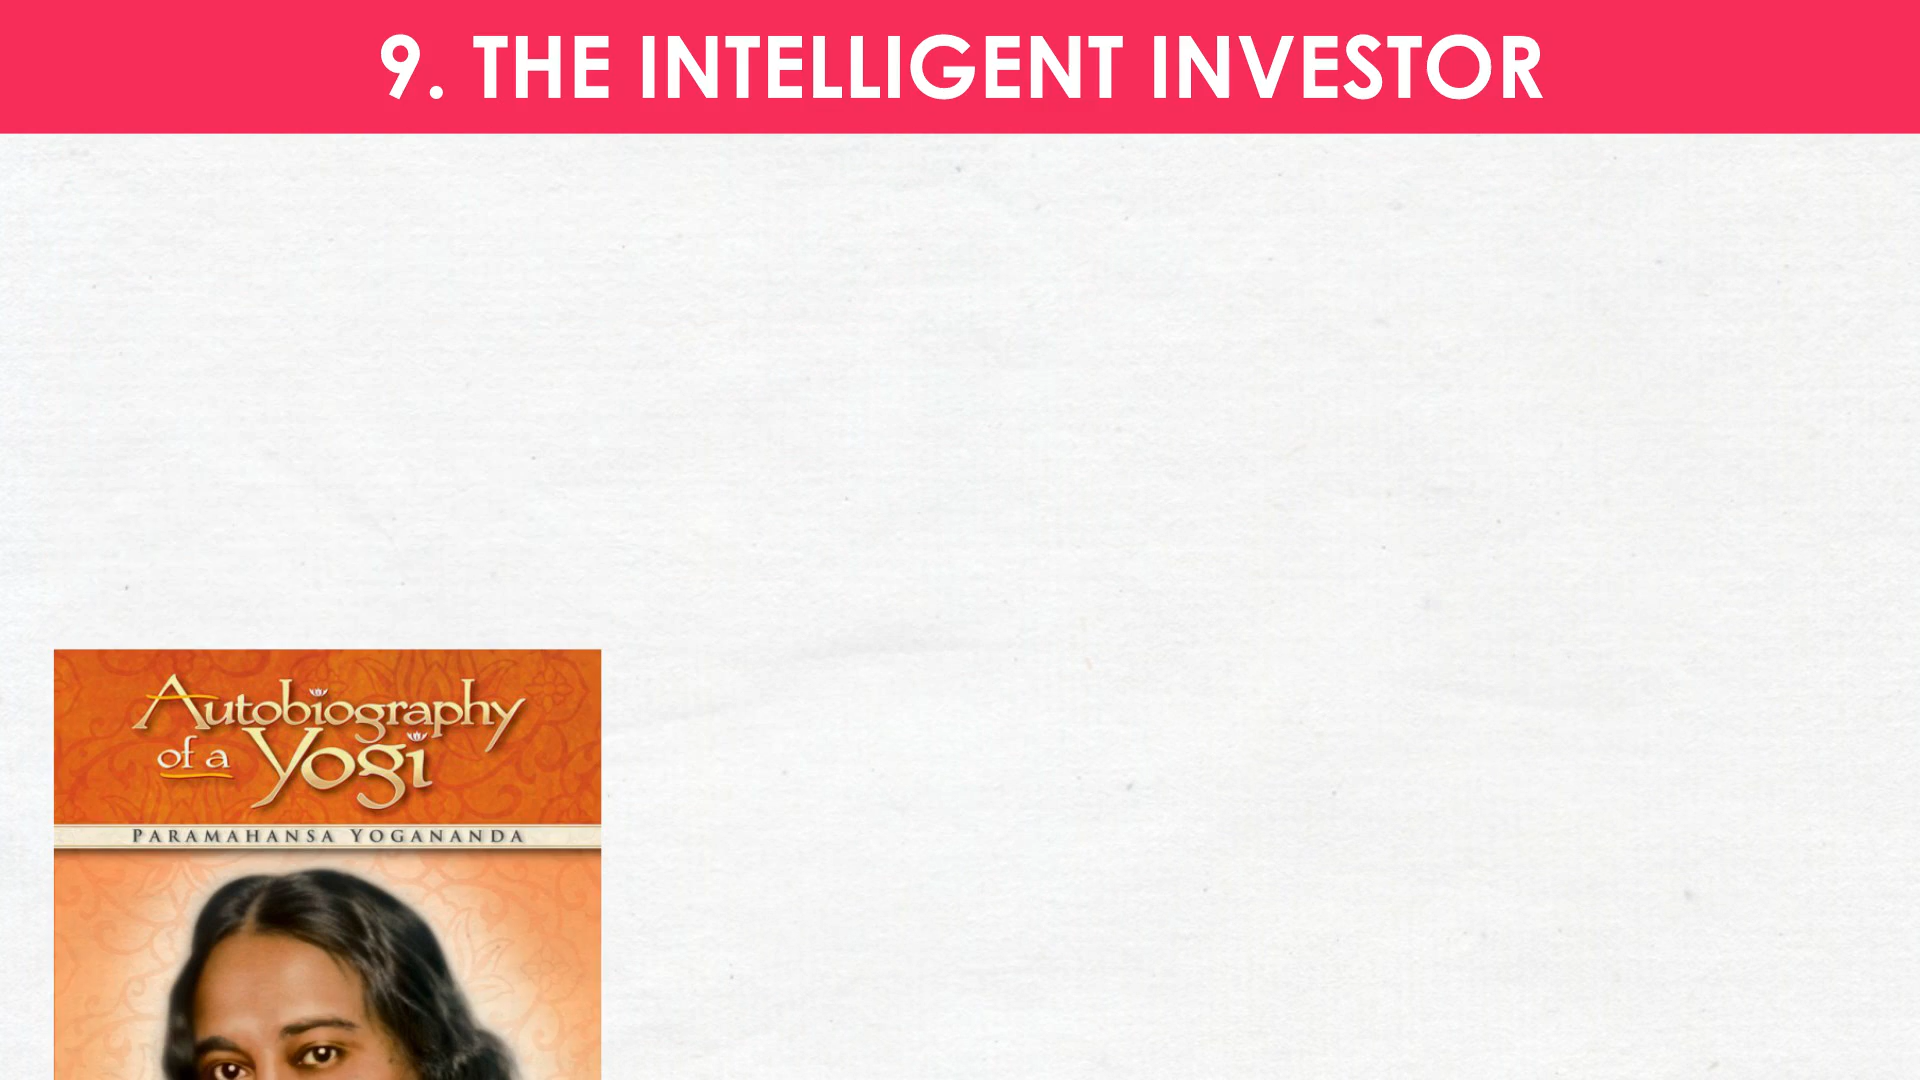 9. THE INTELLIGENT INVESTOR
Autobiography
of a Yogi
PARAMAHANSA YOGANANDA